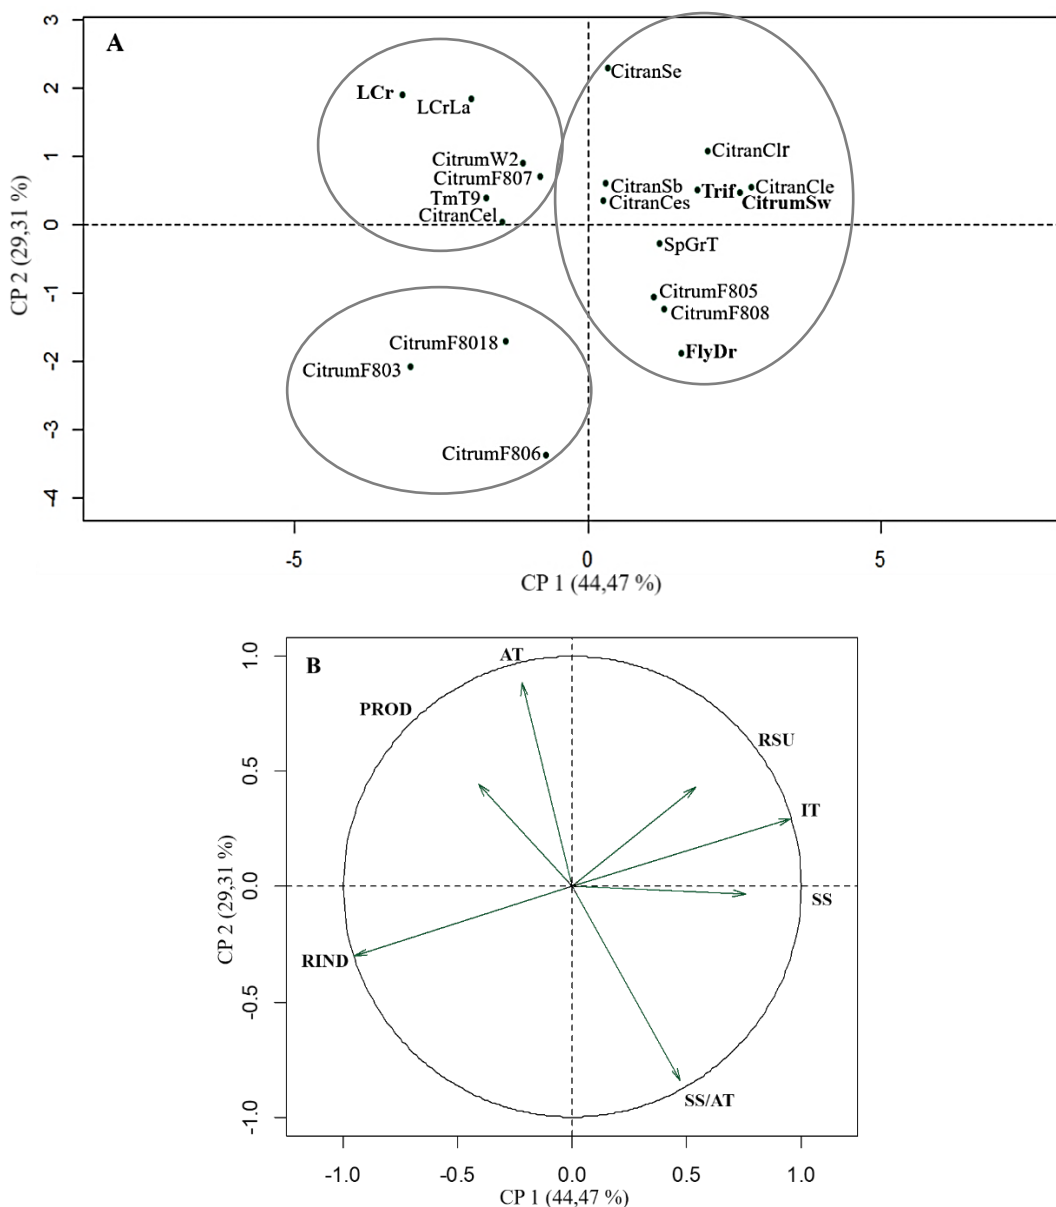 A
3
2
1
0
-1
-2
-3
-4
CP 2 (29,31 %)
CitranSe
LCr
LCrLa
CitranClr
CitrumW2
CitrumF807
TmT9
CitranCel
CitranSb
CitranCes
Trif
CitranCle
CitrumSw
SpGrT
CitrumF805
CitrumF808
FlyDr
CitrumF8018
CitrumF803
CitrumF806
-5
0
5
CP 1 (44,47 %)
B
1.0
0.5
0.0
-0.5
-1.0
CP 2 (29,31 %)
AT
PROD
RSU
IT
SS
RIND
SS/AT
-1.0
-0.5
0.0
0.5
1.0
CP 1 (44,47 %)